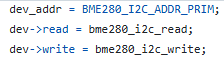 dev_addr = BME280_I2C_ADDR_PRIM;
dev->read = bme280_i2c_read;
dev->write = bme280_i2c_write;